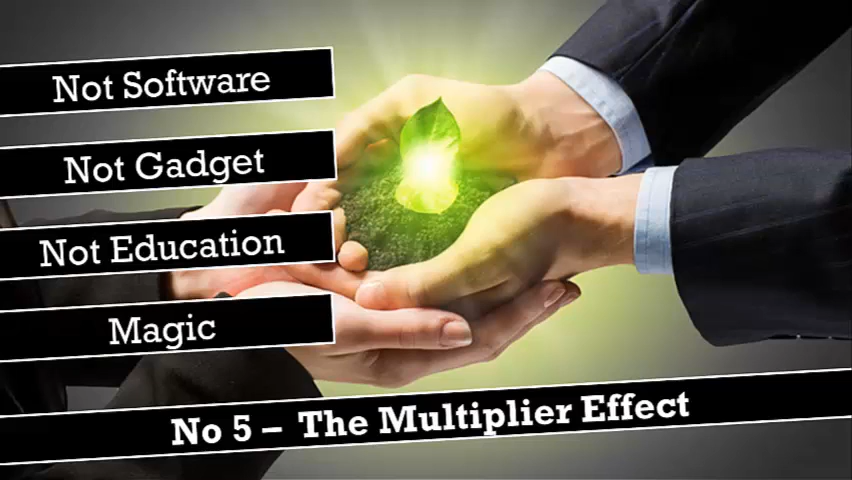 Not Software
Not Gadget
Not Education
Magic
No 5 – The Multiplier Effect